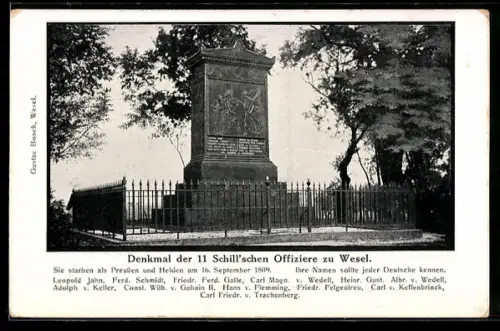 Gustav Busch, Wesel.
Denkmal der 11 Schill'schen Offiziere zu Wesel.
Sie starben als Preußen und Helden am 16. September 1809. Ihre Namen sollte jeder Deutsche kennen.
Leopold Jahn, Ferd. Schmidt, Friedr. Ferd. Galle, Carl Magn. v. Wedell, Heinr. Gust. Albr. v. Wedell,
Adolph v. Keller, Const. Wilh. v. Gabain II, Hans v. Flemming, Friedr. Felgentreu, Carl v. Keffenbrinck,
Carl Friedr. v. Trachenberg.